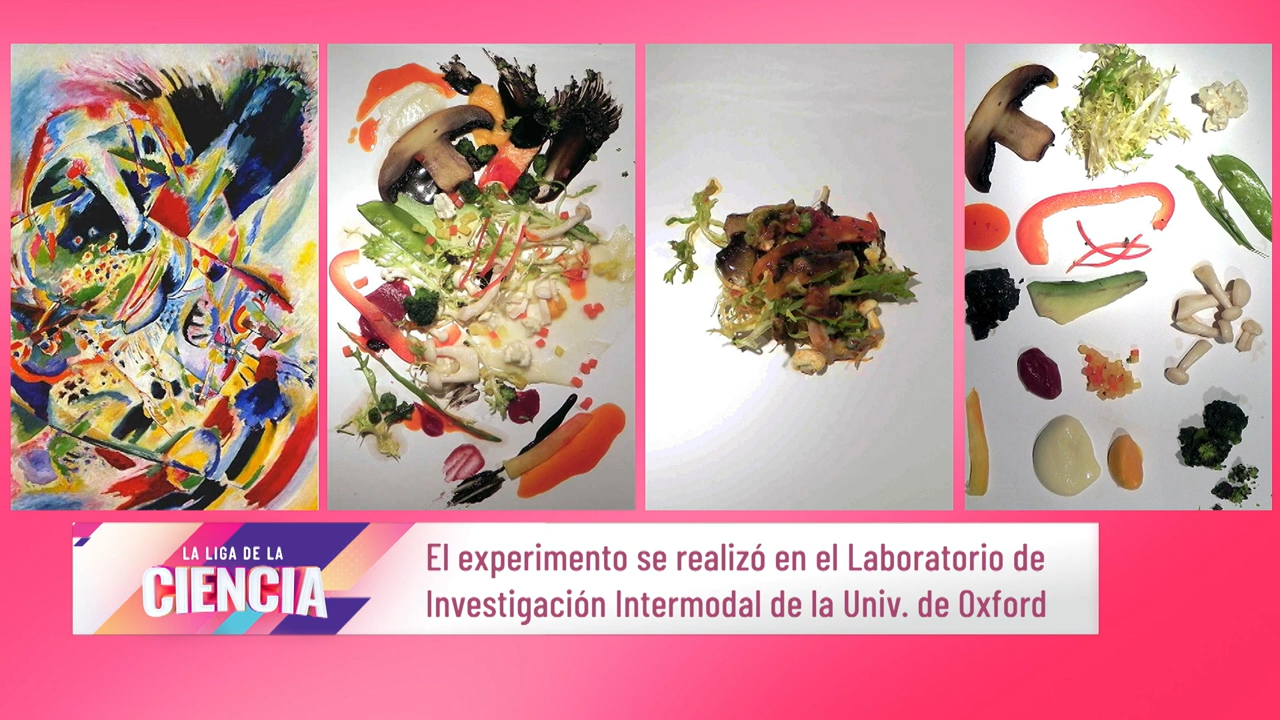 LA LIGA DE LA
CIENCIA
El experimento se realizó en el Laboratorio de
Investigación Intermodal de la Univ. de Oxford